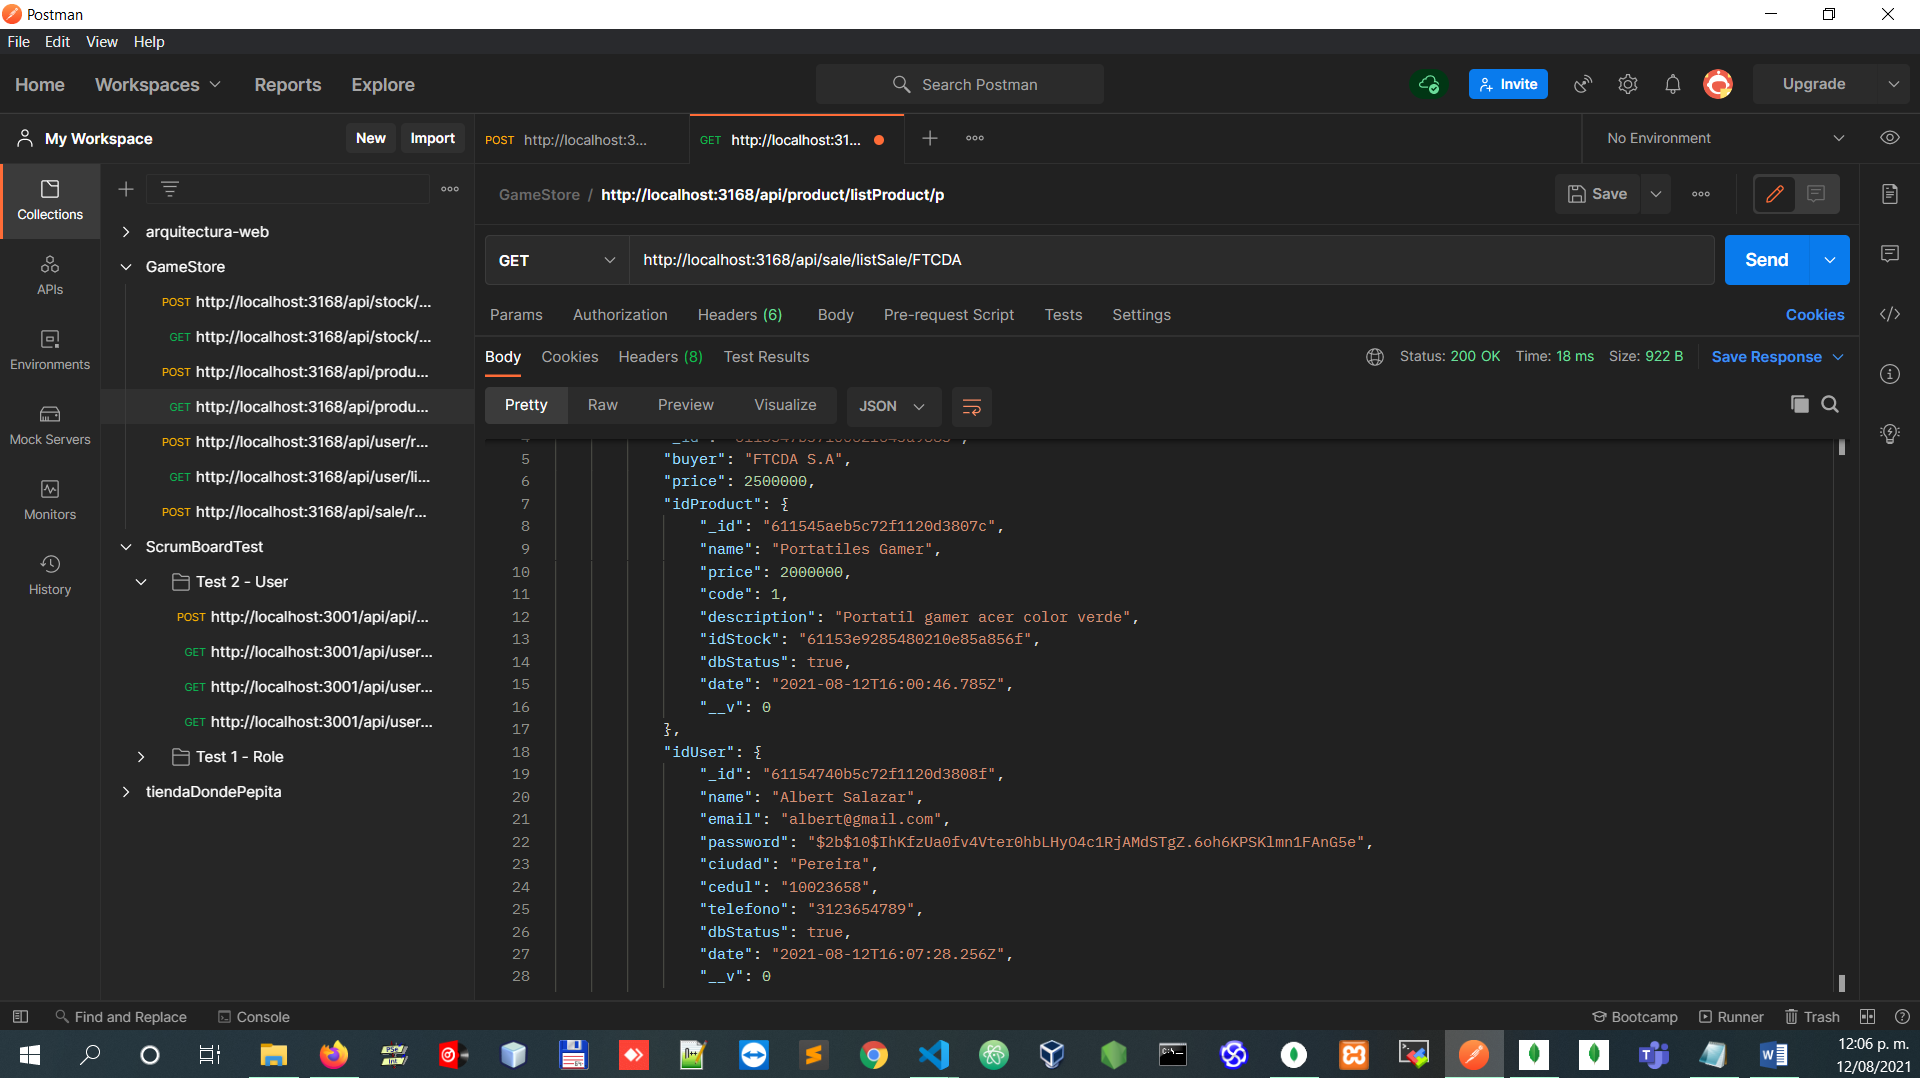 Postman
File Edit View Help
Home Workspaces Reports Explore
Search Postman
Invite
Upgrade
My Workspace
New Import
POST http://localhost:3...
GET http://localhost:31...
No Environment
Collections
APIs
Environments
Mock Servers
Monitors
History
arquitectura-web
GameStore
POST http://localhost:3168/api/stock/...
GET http://localhost:3168/api/stock/...
POST http://localhost:3168/api/produ...
GET http://localhost:3168/api/produ...
POST http://localhost:3168/api/user/r...
GET http://localhost:3168/api/user/li...
POST http://localhost:3168/api/sale/r...
ScrumBoardTest
Test 2 - User
POST http://localhost:3001/api/api/...
GET http://localhost:3001/api/user...
GET http://localhost:3001/api/user...
GET http://localhost:3001/api/user...
Test 1 - Role
tiendaDondePepita
GameStore / http://localhost:3168/api/product/listProduct/p
Save
GET http://localhost:3168/api/sale/listSale/FTCDA
Send
Params Authorization Headers (6) Body Pre-request Script Tests Settings Cookies
Body Cookies Headers (8) Test Results
Status: 200 OK Time: 18 ms Size: 922 B Save Response
Pretty Raw Preview Visualize JSON
5 "buyer": "FTCDA S.A",
6 "price": 2500000,
7 "idProduct": {
8 "_id": "611545aeb5c72f1120d3807c",
9 "name": "Portatiles Gamer",
10 "price": 2000000,
11 "code": 1,
12 "description": "Portatil gamer acer color verde",
13 "idStock": "61153e9285480210e85a856f",
14 "dbStatus": true,
15 "date": "2021-08-12T16:00:46.785Z",
16 "__v": 0
17 },
18 "idUser": {
19 "_id": "61154740b5c72f1120d3808f",
20 "name": "Albert Salazar",
21 "email": "albert@gmail.com",
22 "password": "$2b$10$IhKfzUa0fv4Vter0hbLHyO4c1RjAMdSTgZ.6oh6KPSKlmn1FAnG5e",
23 "ciudad": "Pereira",
24 "cedul": "10023658",
25 "telefono": "3123654789",
26 "dbStatus": true,
27 "date": "2021-08-12T16:07:28.256Z",
28 "__v": 0
Find and Replace Console
Bootcamp Runner Trash
12:06 p. m.
12/08/2021